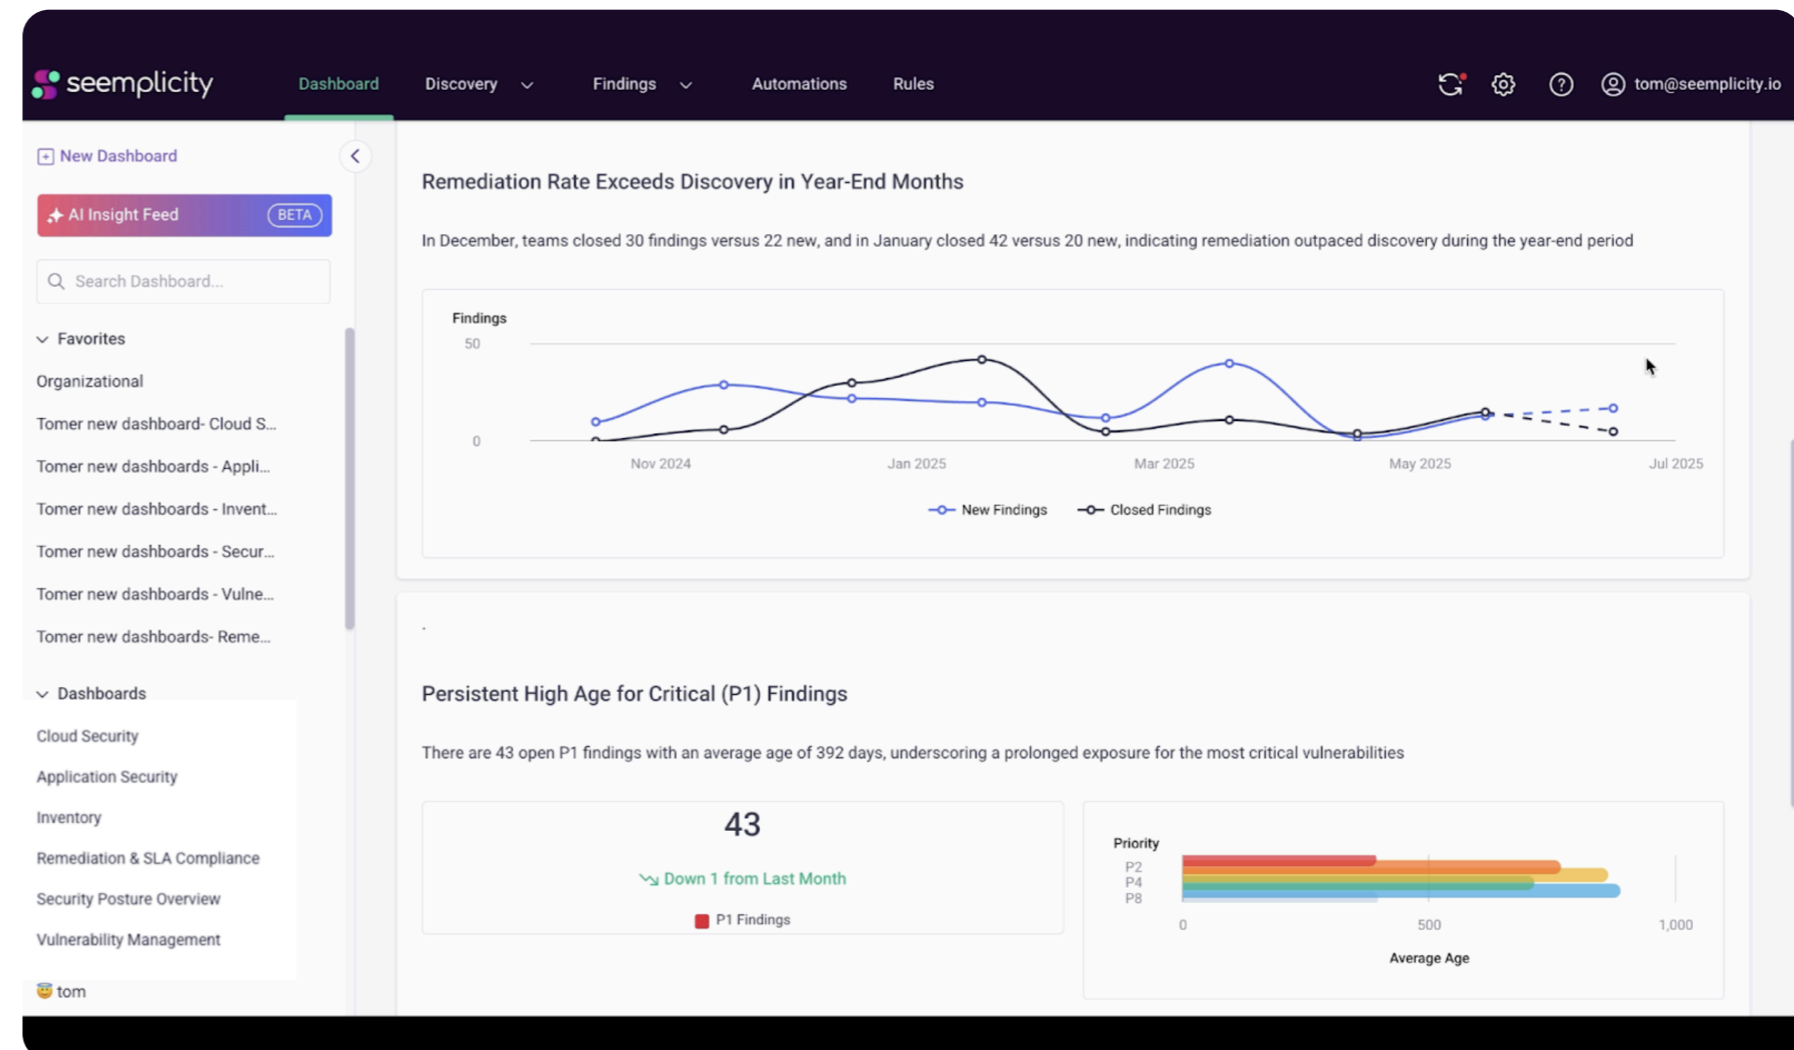 seemplicity
Dashboard
Discovery
Findings
Automations
Rules
tom@seemplicity.io
New Dashboard
AI Insight Feed
BETA
Search Dashboard...
Favorites
Organizational
Tomer new dashboard- Cloud S...
Tomer new dashboards - Appli...
Tomer new dashboards - Invent...
Tomer new dashboards - Secur...
Tomer new dashboards - Vulne...
Tomer new dashboards- Reme...
Dashboards
Cloud Security
Application Security
Inventory
Remediation & SLA Compliance
Security Posture Overview
Vulnerability Management
😇 tom
Remediation Rate Exceeds Discovery in Year-End Months
In December, teams closed 30 findings versus 22 new, and in January closed 42 versus 20 new, indicating remediation outpaced discovery during the year-end period
Findings
50
0
Nov 2024
Jan 2025
Mar 2025
May 2025
Jul 2025
New Findings
Closed Findings
.
Persistent High Age for Critical (P1) Findings
There are 43 open P1 findings with an average age of 392 days, underscoring a prolonged exposure for the most critical vulnerabilities
43
Down 1 from Last Month
P1 Findings
Priority
P2
P4
P8
0
500
1,000
Average Age